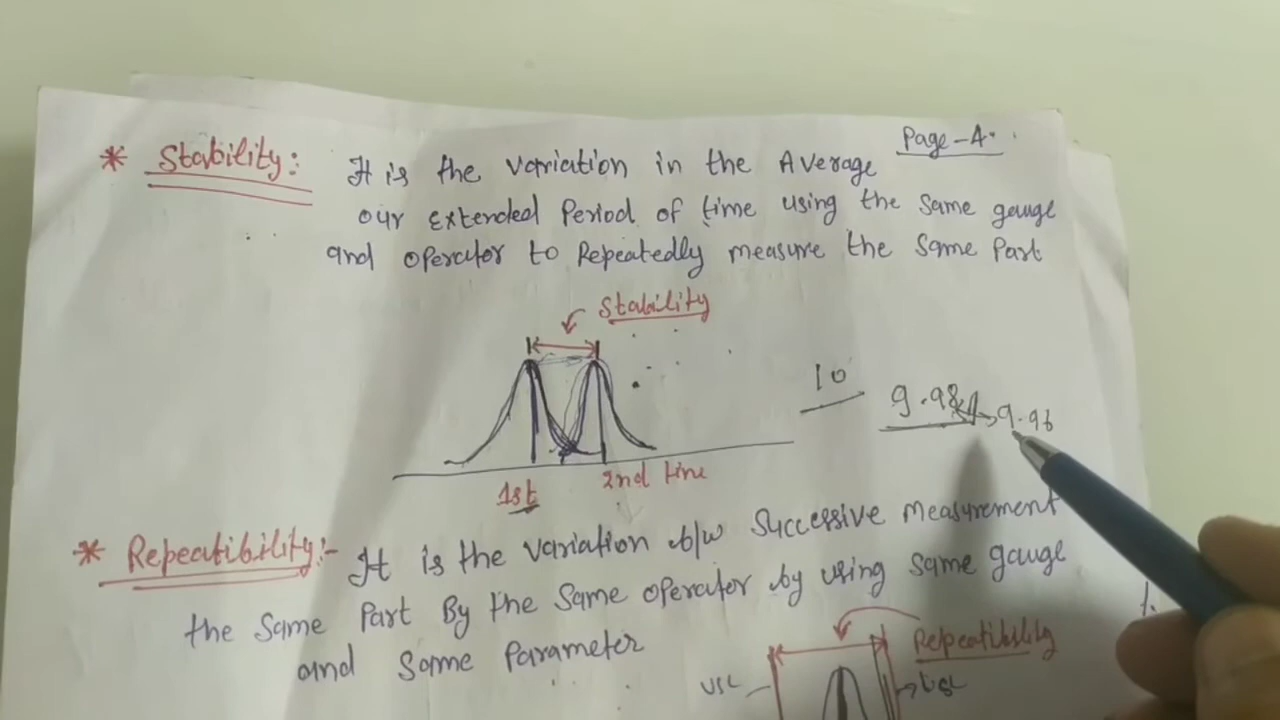 Page-4.
* Stability: It is the variation in the Average
our extended Period of time using the same gauge
and operator to Repeatedly measure the same Part
Stability
10
9.98
9.96
1st
2nd time
* Repeatibility:- It is the variation b/w Successive measurement
the same Part By the same operator by using same gauge
and same Parameter
Repeatibility
USL